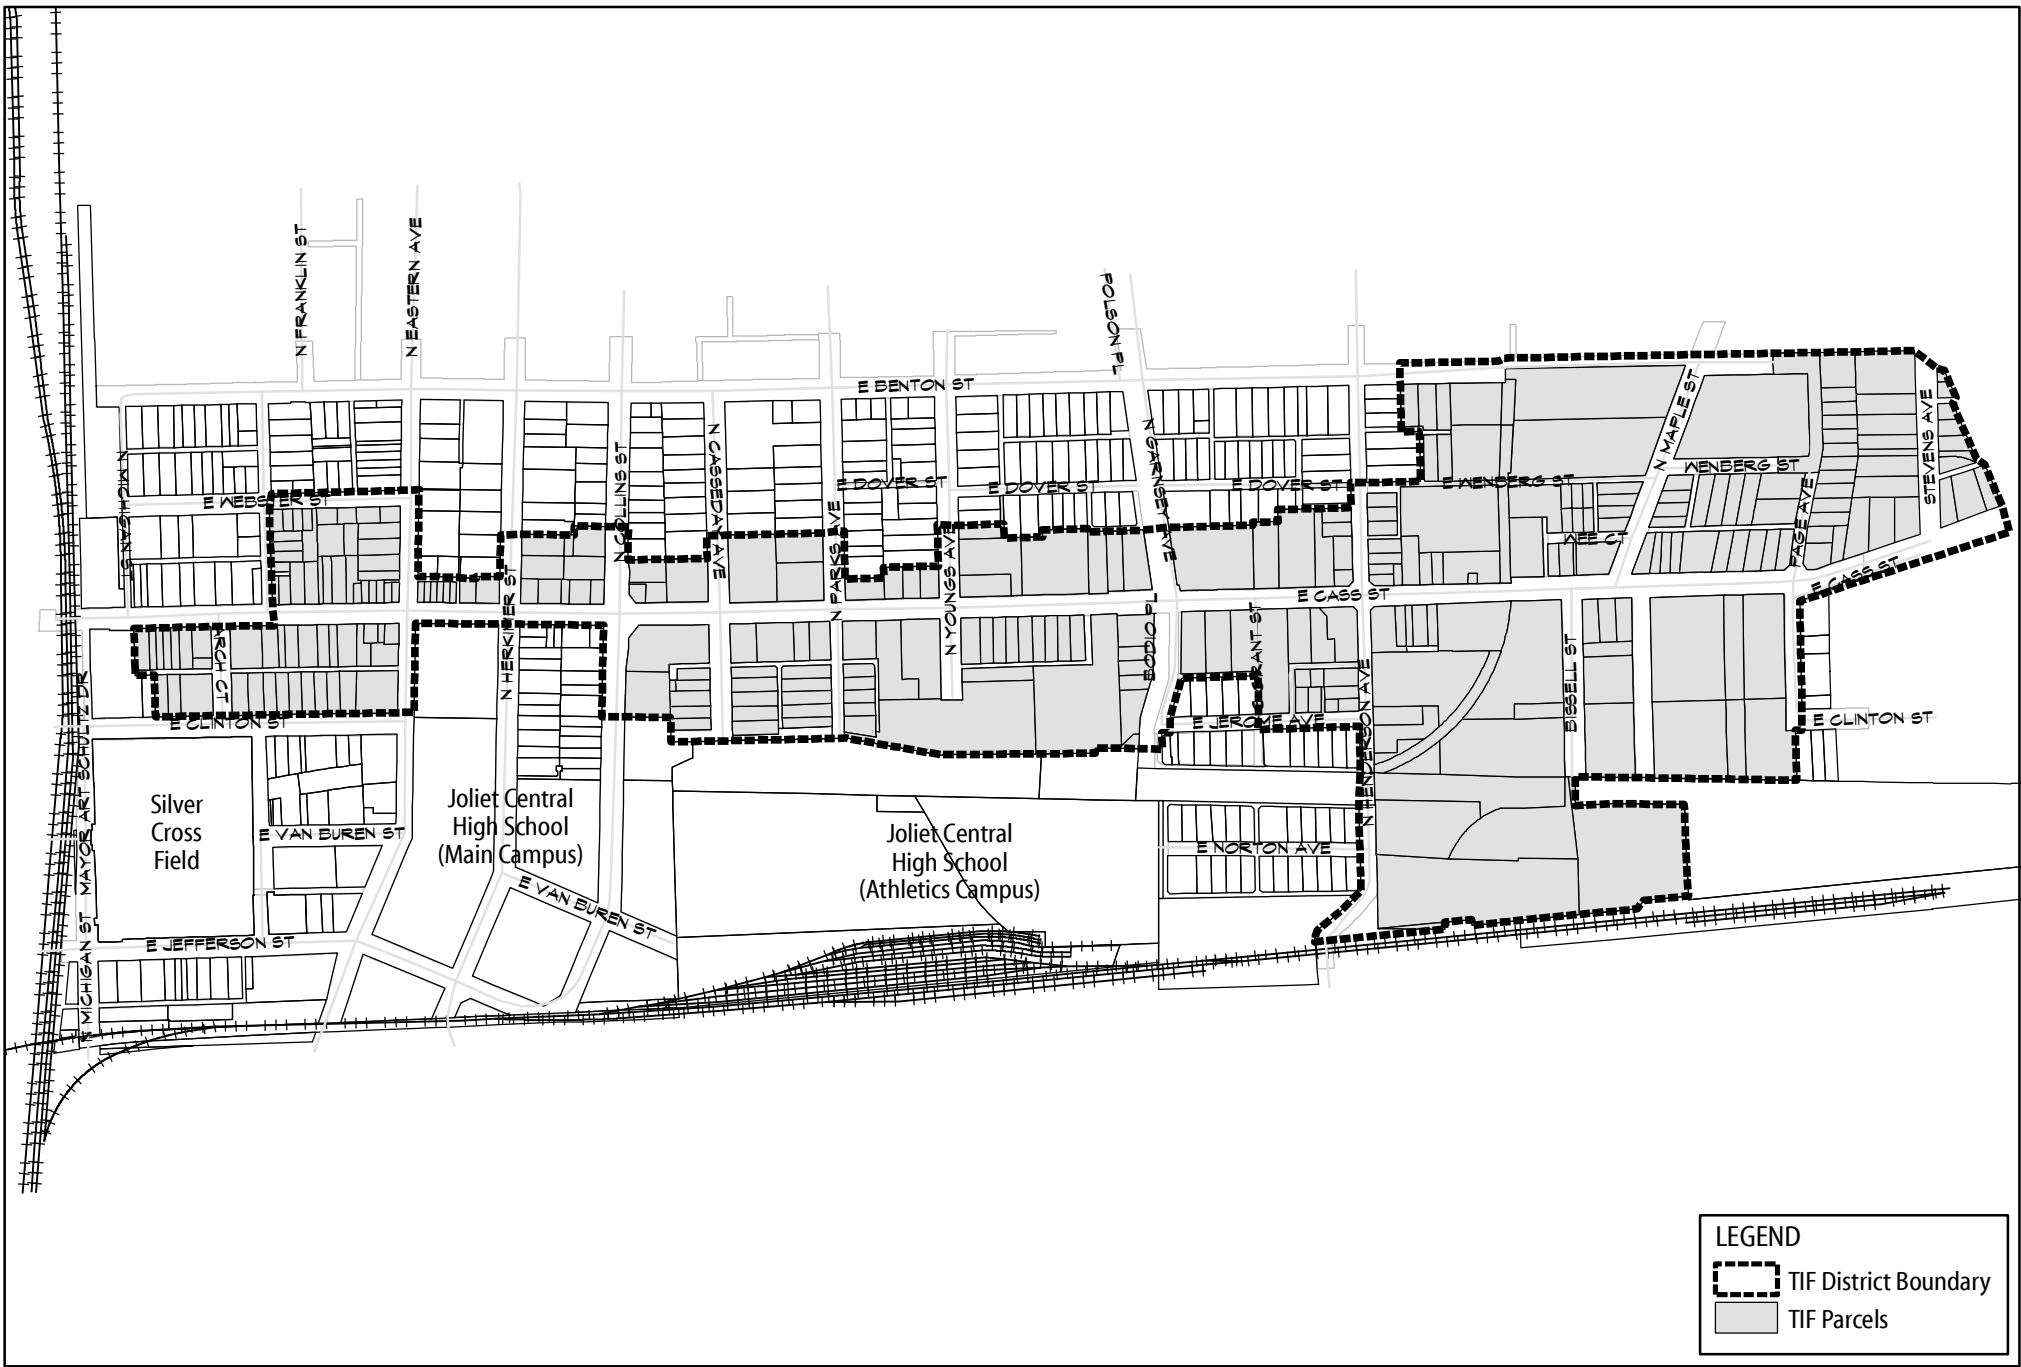 N FRANKLIN ST
N EASTERN AVE
POLSON PL
E BENTON ST
N MAPLE ST
STEVENS AVE
N MICHIGAN ST
N COLLINS ST
N CASSEDAY AVE
N GARNSEY AVE
E WEBSTER ST
E DOVER ST
E DOVER ST
E DOVER ST
E WENBERG ST
WENBERG ST
PAGE AVE
WEE CT
N HERKIMER ST
N PARKS AVE
N YOUNGS AVE
E CASS ST
E CASS ST
ARCH CT
N HERKIMER ST
BODIO PL
GRANT ST
N HENDERSON AVE
BISSELL ST
E CLINTON ST
E JEROME AVE
E CLINTON ST
MAYOR ART SCHULTZ DR
Silver
Cross
Field
Joliet Central
High School
(Main Campus)
Joliet Central
High School
(Athletics Campus)
E VAN BUREN ST
E VAN BUREN ST
E NORTON AVE
E JEFFERSON ST
N MICHIGAN ST
LEGEND
TIF District Boundary
TIF Parcels